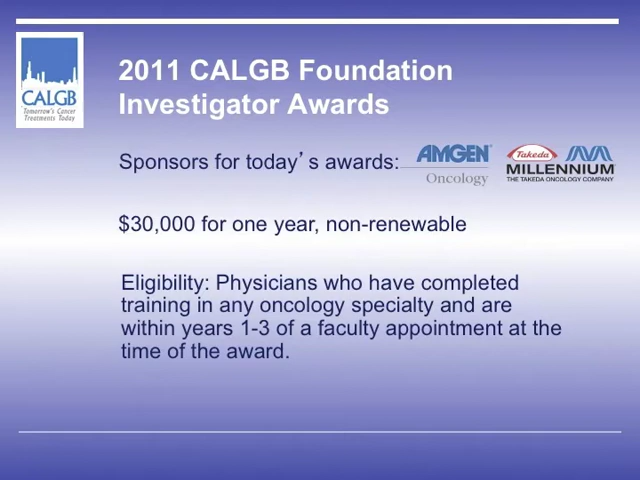 CALGB
Tomorrow's Cancer
Treatments Today
2011 CALGB Foundation
Investigator Awards
Sponsors for today's awards:
AMGEN
Oncology
Takeda
MILLENNIUM
THE TAKEDA ONCOLOGY COMPANY
$30,000 for one year, non-renewable
Eligibility: Physicians who have completed
training in any oncology specialty and are
within years 1-3 of a faculty appointment at the
time of the award.